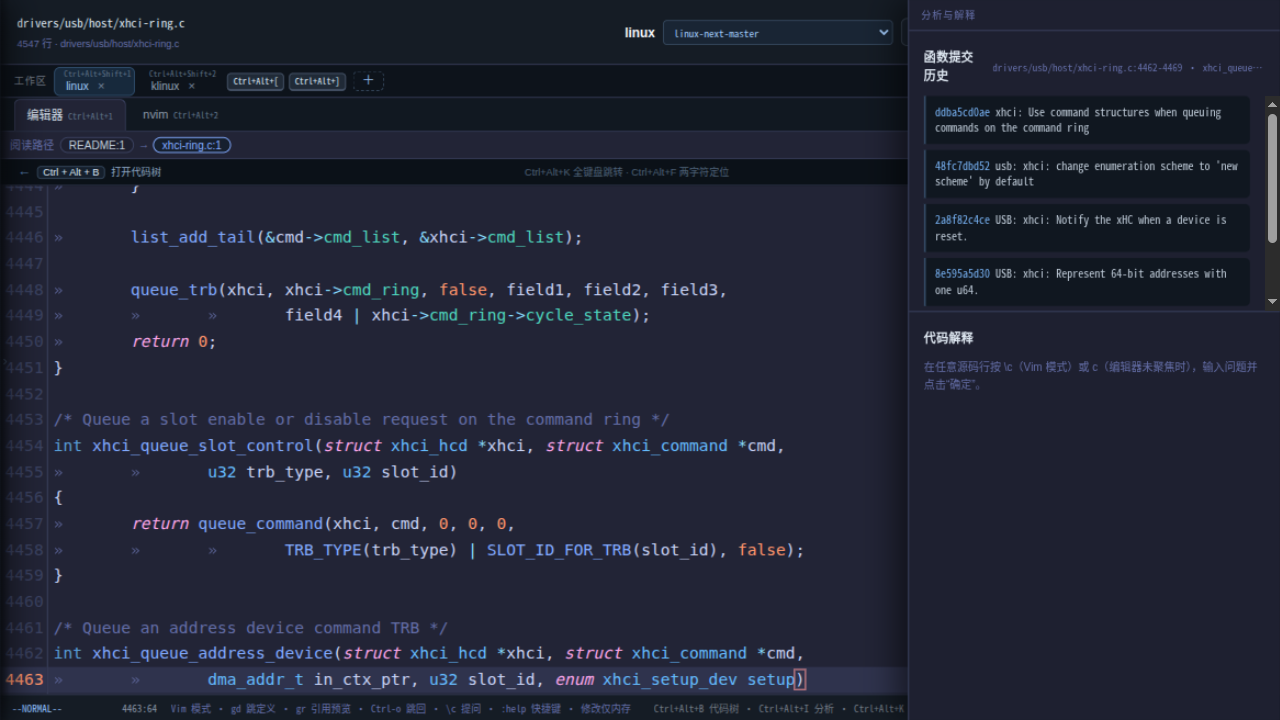 drivers/usb/host/xhci-ring.c
4547 行 · drivers/usb/host/xhci-ring.c
linux linux-next-master
工作区 Ctrl+Alt+Shift+1 linux × Ctrl+Alt+Shift+2 klinux × Ctrl+Alt+[ Ctrl+Alt+] +
编辑器 Ctrl+Alt+1 nvim Ctrl+Alt+2
阅读路径 README:1 → xhci-ring.c:1
← Ctrl + Alt + B 打开代码树 Ctrl+Alt+K 全键盘跳转 · Ctrl+Alt+F 两字符定位
4444 » }
4445
4446 » list_add_tail(&cmd->cmd_list, &xhci->cmd_list);
4447
4448 » queue_trb(xhci, xhci->cmd_ring, false, field1, field2, field3,
4449 » » » field4 | xhci->cmd_ring->cycle_state);
4450 » return 0;
4451 }
4452
4453 /* Queue a slot enable or disable request on the command ring */
4454 int xhci_queue_slot_control(struct xhci_hcd *xhci, struct xhci_command *cmd,
4455 » » u32 trb_type, u32 slot_id)
4456 {
4457 » return queue_command(xhci, cmd, 0, 0, 0,
4458 » » » TRB_TYPE(trb_type) | SLOT_ID_FOR_TRB(slot_id), false);
4459 }
4460
4461 /* Queue an address device command TRB */
4462 int xhci_queue_address_device(struct xhci_hcd *xhci, struct xhci_command *cmd,
4463 » » dma_addr_t in_ctx_ptr, u32 slot_id, enum xhci_setup_dev setup)
--NORMAL-- 4463:64 Vim 模式 · gd 跳定义 · gr 引用预览 · Ctrl-o 跳回 · \c 提问 · :help 快捷键 · 修改仅内存 Ctrl+Alt+B 代码树 · Ctrl+Alt+I 分析 · Ctrl+Alt+K
分析与解释
函数提交历史 drivers/usb/host/xhci-ring.c:4462-4469 · xhci_queue…
ddba5cd0ae xhci: Use command structures when queuing
commands on the command ring
48fc7dbd52 usb: xhci: change enumeration scheme to 'new
scheme' by default
2a8f82c4ce USB: xhci: Notify the xHC when a device is
reset.
8e595a5d30 USB: xhci: Represent 64-bit addresses with
one u64.
代码解释
在任意源码行按 \c（Vim 模式）或 c（编辑器未聚焦时），输入问题并
点击“确定”。